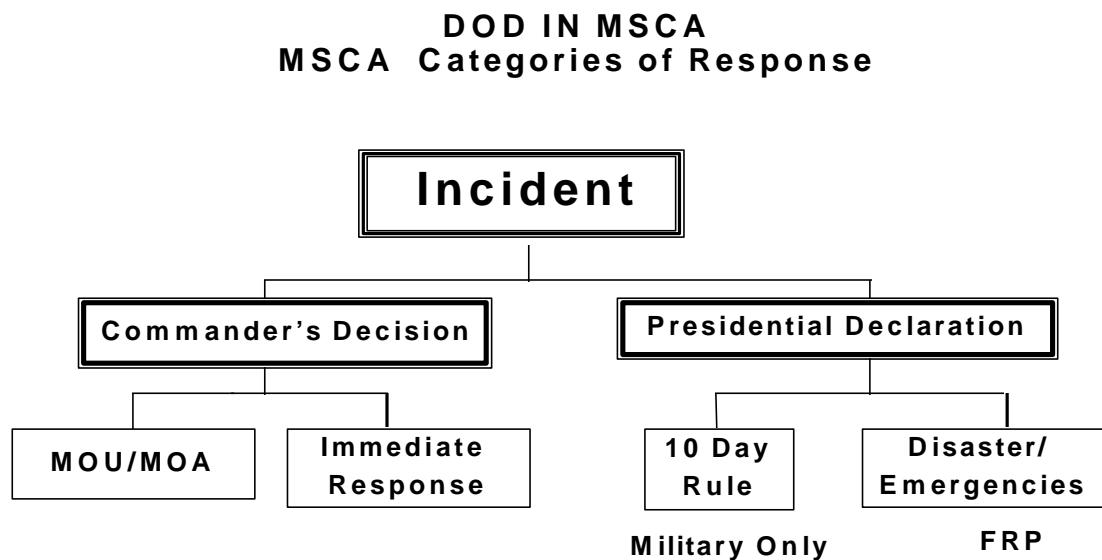 DOD IN MSCA
MSCA Categories of Response
Incident
Commander’s Decision
Presidential Declaration
MOU/MOA
Immediate
Response
10 Day
Rule
Disaster/
Emergencies
Military Only
FRP